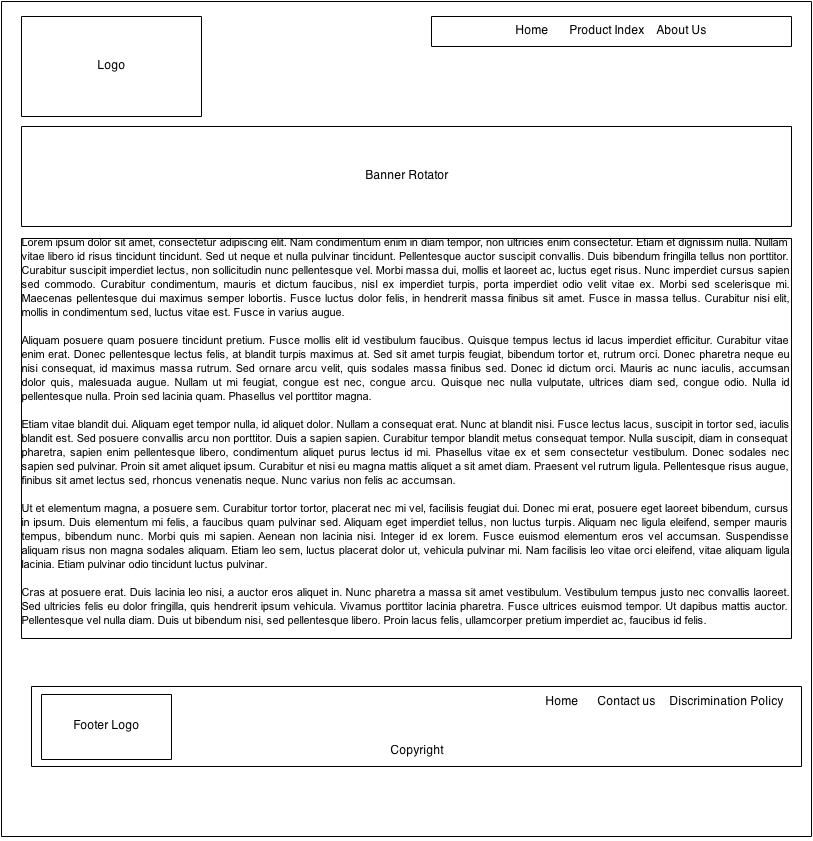 Home Product Index About Us
Logo
Banner Rotator
Lorem ipsum dolor sit amet, consectetur adipiscing elit. Nam condimentum enim in diam tempor, non ultricies enim consectetur. Etiam et dignissim nulla. Nullam
vitae libero id risus tincidunt tincidunt. Sed ut neque et nulla pulvinar tincidunt. Pellentesque auctor suscipit convallis. Duis bibendum fringilla tellus non porttitor.
Curabitur suscipit imperdiet lectus, non sollicitudin nunc pellentesque vel. Morbi massa dui, mollis et laoreet ac, luctus eget risus. Nunc imperdiet cursus sapien
sed commodo. Curabitur condimentum, mauris et dictum faucibus, nisl ex imperdiet turpis, porta imperdiet odio velit vitae ex. Morbi sed scelerisque mi.
Maecenas pellentesque dui maximus semper lobortis. Fusce luctus dolor felis, in hendrerit massa finibus sit amet. Fusce in massa tellus. Curabitur nisi elit,
mollis in condimentum sed, luctus vitae est. Fusce in varius augue.
Aliquam posuere quam posuere tincidunt pretium. Fusce mollis elit id vestibulum faucibus. Quisque tempus lectus id lacus imperdiet efficitur. Curabitur vitae
enim erat. Donec pellentesque lectus felis, at blandit turpis maximus at. Sed sit amet turpis feugiat, bibendum tortor et, rutrum orci. Donec pharetra neque eu
nisi consequat, id maximus massa rutrum. Sed ornare arcu velit, quis sodales massa finibus sed. Donec id dictum orci. Mauris ac nunc iaculis, accumsan
dolor quis, malesuada augue. Nullam ut mi feugiat, congue est nec, congue arcu. Quisque nec nulla vulputate, ultrices diam sed, congue odio. Nulla id
pellentesque nulla. Proin sed lacinia quam. Phasellus vel porttitor magna.
Etiam vitae blandit dui. Aliquam eget tempor nulla, id aliquet dolor. Nullam a consequat erat. Nunc at blandit nisi. Fusce lectus lacus, suscipit in tortor sed, iaculis
blandit est. Sed posuere convallis arcu non porttitor. Duis a sapien sapien. Curabitur tempor blandit metus consequat tempor. Nulla suscipit, diam in consequat
pharetra, sapien enim pellentesque libero, condimentum aliquet purus lectus id mi. Phasellus vitae ex et sem consectetur vestibulum. Donec sodales nec
sapien sed pulvinar. Proin sit amet aliquet ipsum. Curabitur et nisi eu magna mattis aliquet a sit amet diam. Praesent vel rutrum ligula. Pellentesque risus augue,
finibus sit amet lectus sed, rhoncus venenatis neque. Nunc varius non felis ac accumsan.
Ut et elementum magna, a posuere sem. Curabitur tortor tortor, placerat nec mi vel, facilisis feugiat dui. Donec mi erat, posuere eget laoreet bibendum, cursus
in ipsum. Duis elementum mi felis, a faucibus quam pulvinar sed. Aliquam eget imperdiet tellus, non luctus turpis. Aliquam nec ligula eleifend, semper mauris
tempus, bibendum nunc. Morbi quis mi sapien. Aenean non lacinia nisi. Integer id ex lorem. Fusce euismod elementum eros vel accumsan. Suspendisse
aliquam risus non magna sodales aliquam. Etiam leo sem, luctus placerat dolor ut, vehicula pulvinar mi. Nam facilisis leo vitae orci eleifend, vitae aliquam ligula
lacinia. Etiam pulvinar odio tincidunt luctus pulvinar.
Cras at posuere erat. Duis lacinia leo nisi, a auctor eros aliquet in. Nunc pharetra a massa sit amet vestibulum. Vestibulum tempus justo nec convallis laoreet.
Sed ultricies felis eu dolor fringilla, quis hendrerit ipsum vehicula. Vivamus porttitor lacinia pharetra. Fusce ultrices euismod tempor. Ut dapibus mattis auctor.
Pellentesque vel nulla diam. Duis ut bibendum nisi, sed pellentesque libero. Proin lacus felis, ullamcorper pretium imperdiet ac, faucibus id felis.
Home Contact us Discrimination Policy
Footer Logo
Copyright